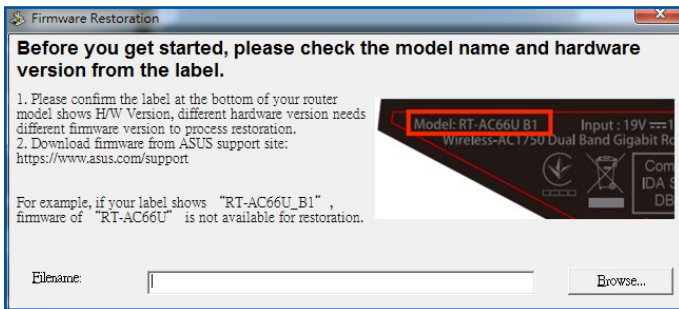 Firmware Restoration
Before you get started, please check the model name and hardware
version from the label.
1. Please confirm the label at the bottom of your router
model shows H/W Version, different hardware version needs
different firmware version to process restoration.
2. Download firmware from ASUS support site:
https://www.asus.com/support
For example, if your label shows “RT-AC66U_B1”,
firmware of “RT-AC66U” is not available for restoration.
Model: RT-AC66U B1 Input : 19V
Wireless-AC1750 Dual Band Gigabit
Com
IDA
DB
Filename:
Browse...